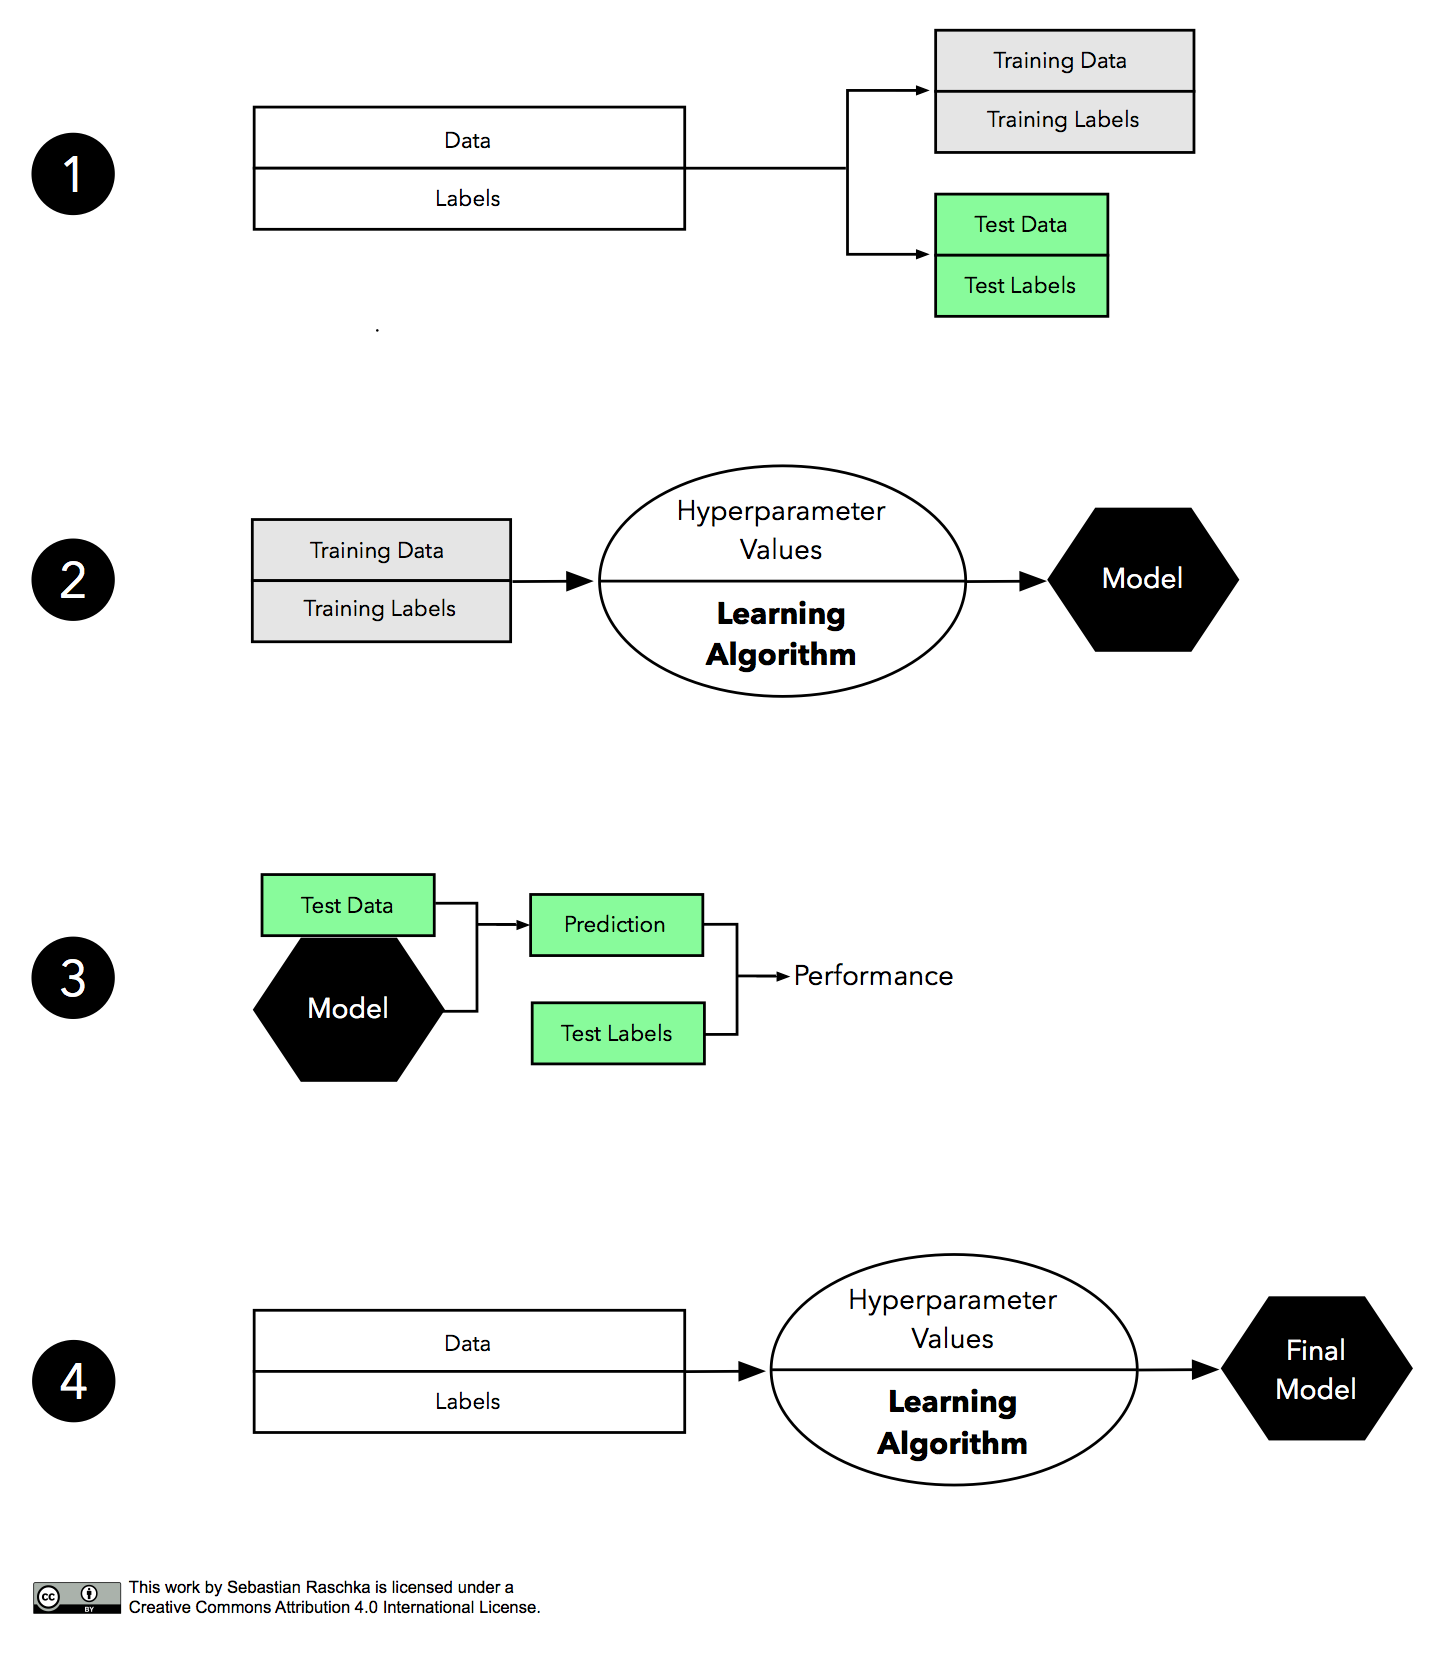 1
Data
Labels
Training Data
Training Labels
Test Data
Test Labels
2
Training Data
Training Labels
Hyperparameter
Values
Learning
Algorithm
Model
3
Test Data
Model
Prediction
Test Labels
Performance
4
Data
Labels
Hyperparameter
Values
Learning
Algorithm
Final
Model
cc
BY
This work by Sebastian Raschka is licensed under a
Creative Commons Attribution 4.0 International License.